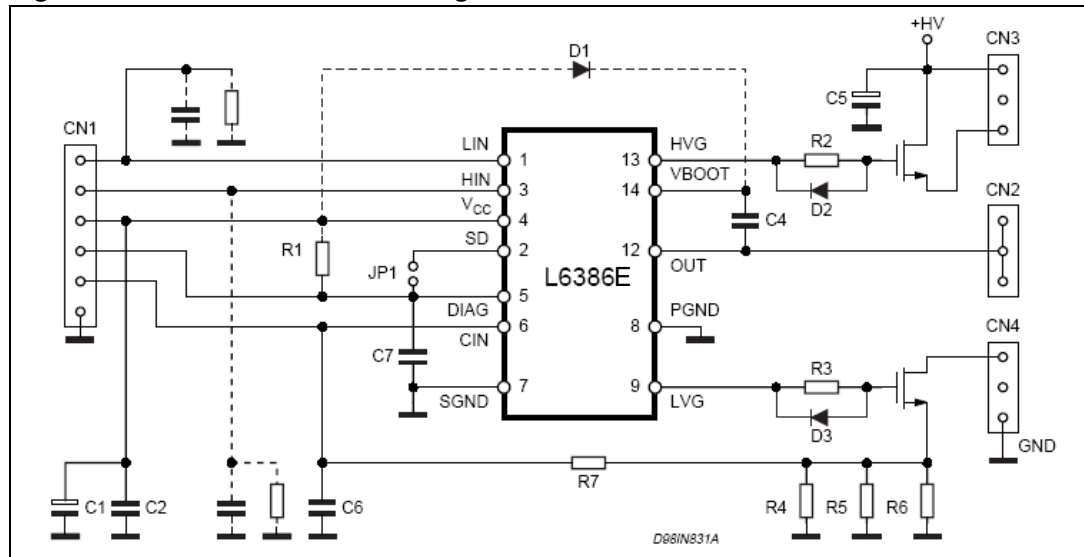 D1
+HV
CN3
C5
CN1
LIN
HVG
R2
1
13
HIN
VBOOT
3
14
D2
VCC
4
C4
CN2
R1
SD
2
12
OUT
JP1
L6386E
5
DIAG
PGND
6
8
CIN
CN4
C7
R3
7
9
SGND
LVG
D3
GND
R7
C1
C2
C6
R4
R5
R6
D98IN831A